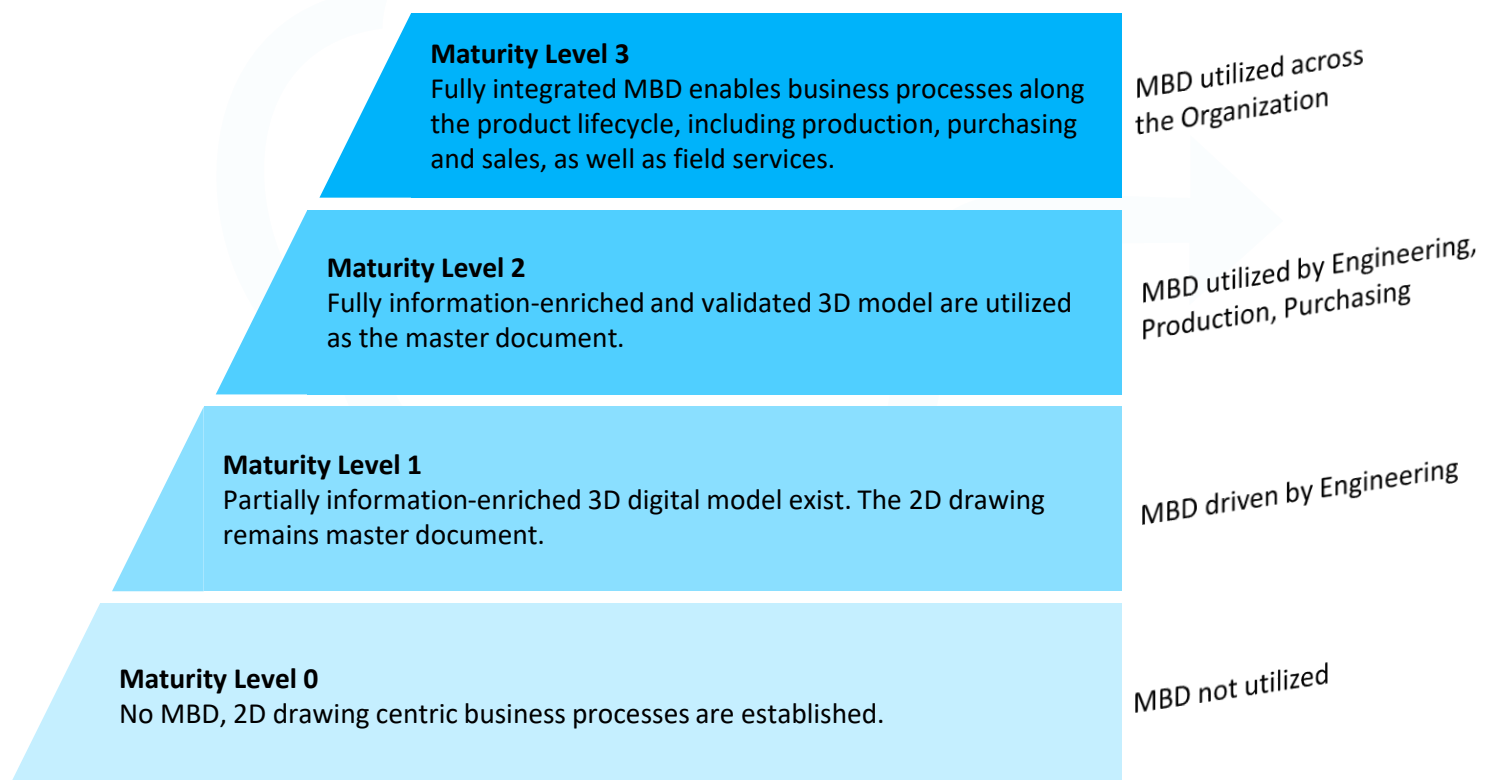 Maturity Level 3
Fully integrated MBD enables business processes along
the product lifecycle, including production, purchasing
and sales, as well as field services.
MBD utilized across
the Organization
Maturity Level 2
Fully information-enriched and validated 3D model are utilized
as the master document.
MBD utilized by Engineering,
Production, Purchasing
Maturity Level 1
Partially information-enriched 3D digital model exist. The 2D drawing
remains master document.
MBD driven by Engineering
Maturity Level 0
No MBD, 2D drawing centric business processes are established.
MBD not utilized